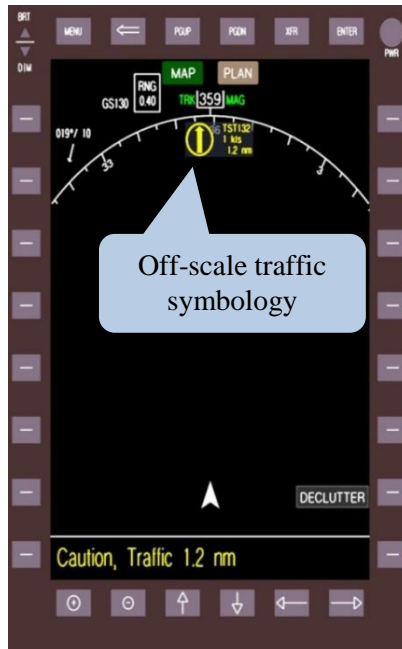 BRT
DIM
MENU
PGUP
PGDN
XFR
ENTER
PWR
MAP PLAN
RNG
0.40
GS130
TRK 359 MAG
019°/ 10
36
TST132
1 kts
1.2 nm
33
3
Off-scale traffic
symbology
DECLUTTER
Caution, Traffic 1.2 nm